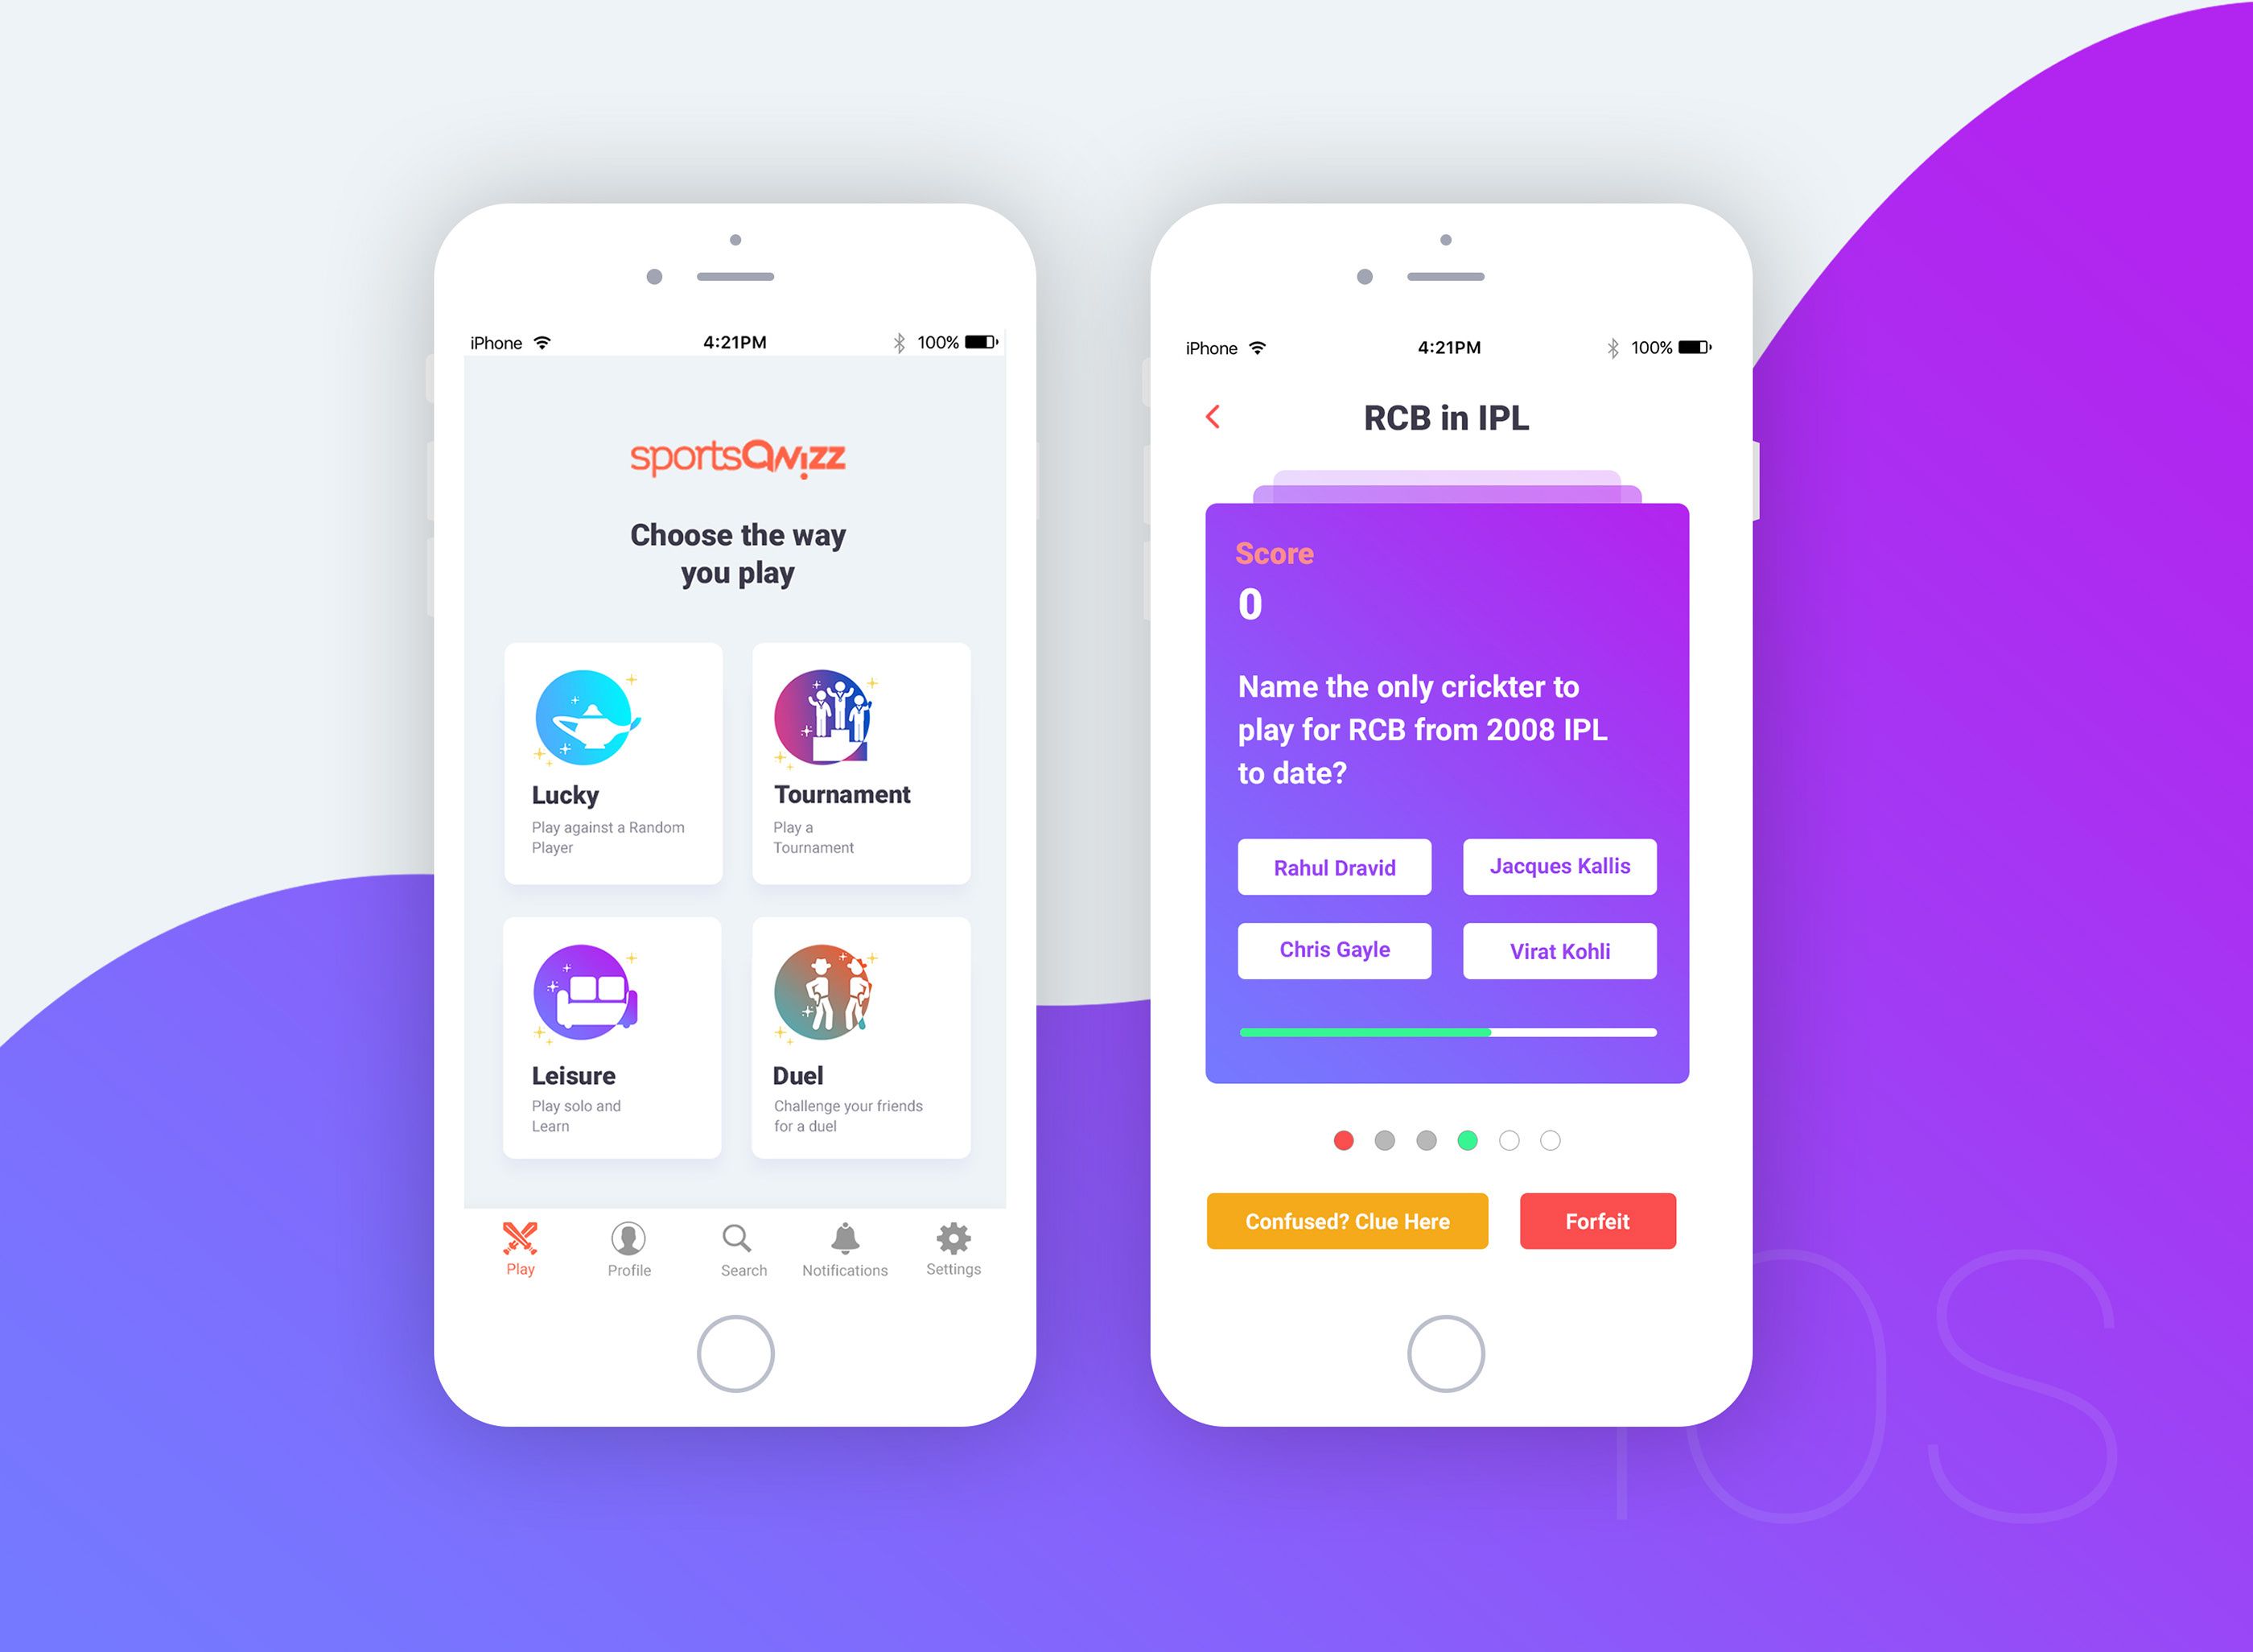 iPhone 4:21PM 100%
sportsQwizz
Choose the way
you play
Lucky
Play against a Random
Player
Tournament
Play a
Tournament
Leisure
Play solo and
Learn
Duel
Challenge your friends
for a duel
Play
Profile
Search
Notifications
Settings
iPhone 4:21PM 100%
RCB in IPL
Score
0
Name the only crickter to
play for RCB from 2008 IPL
to date?
Rahul Dravid
Jacques Kallis
Chris Gayle
Virat Kohli
Confused? Clue Here
Forfeit
iOS